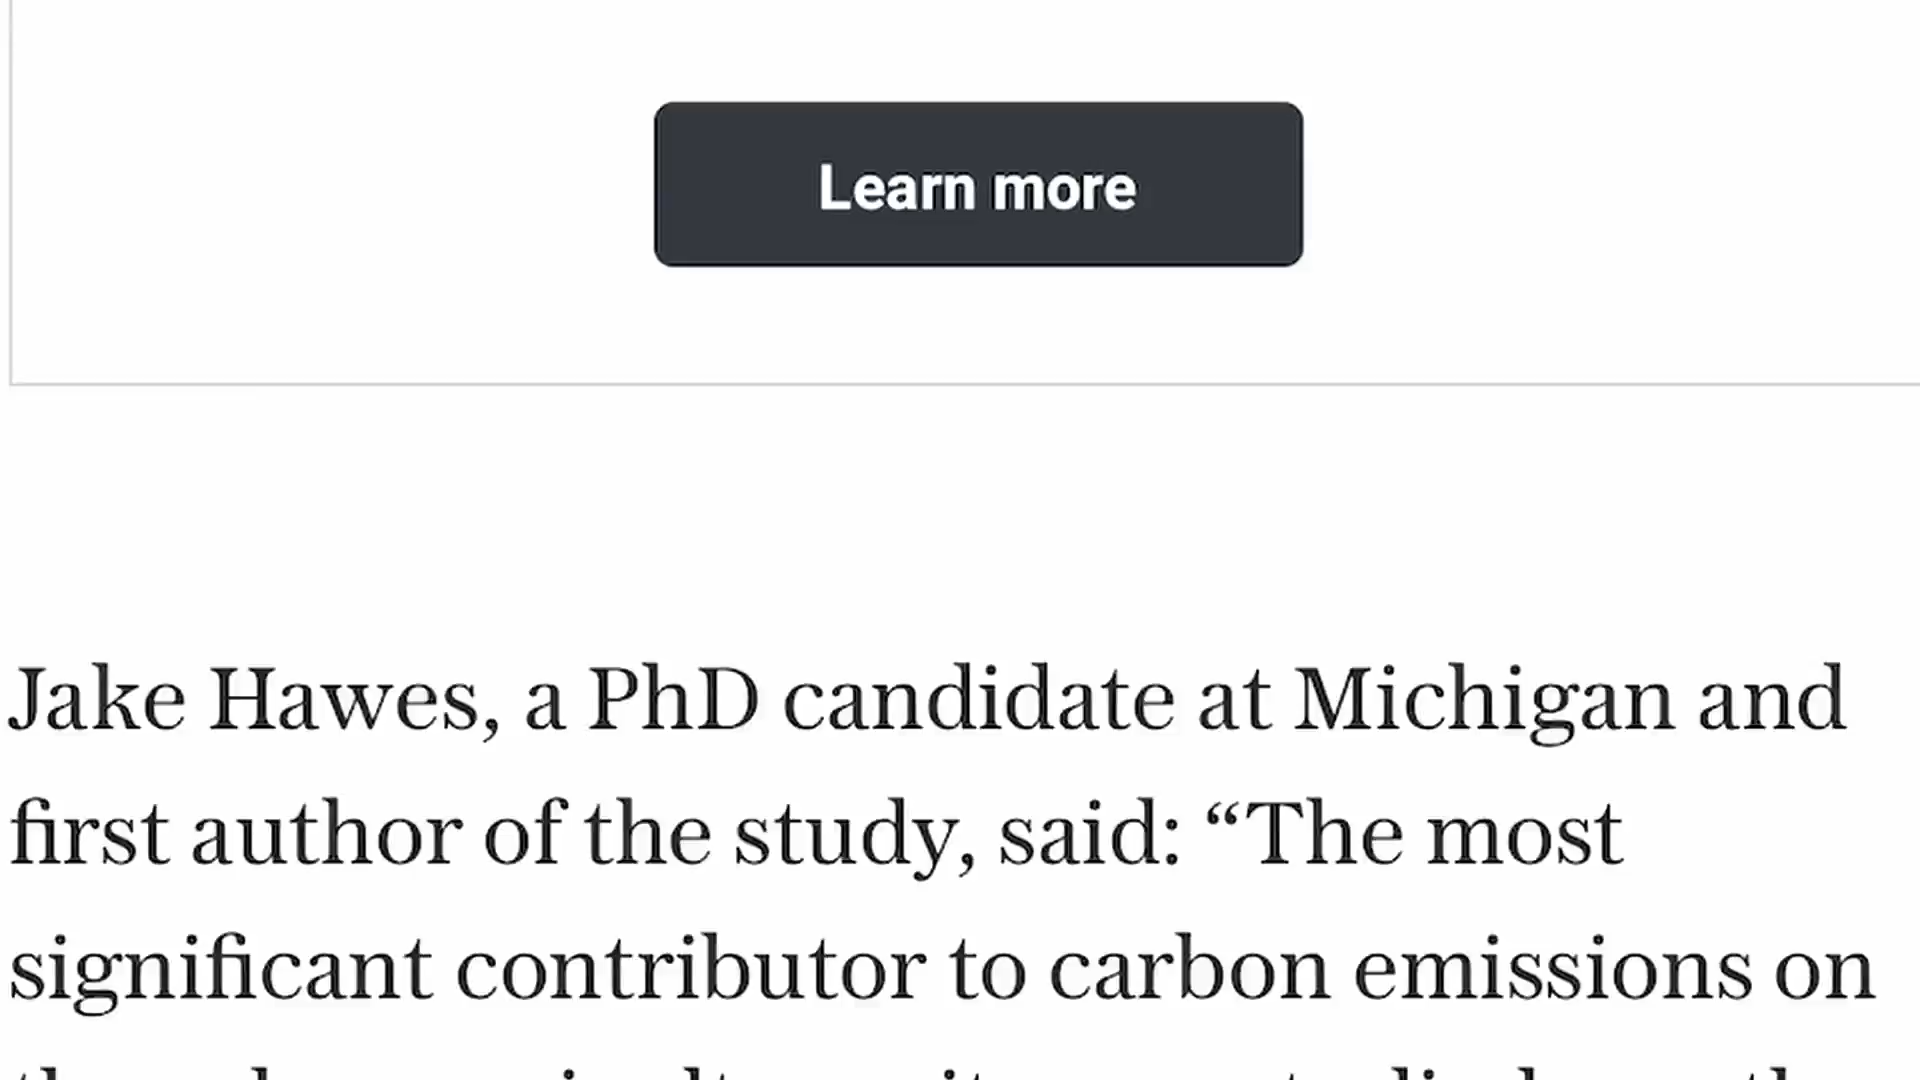 Learn more
Jake Hawes, a PhD candidate at Michigan and
first author of the study, said: “The most
significant contributor to carbon emissions on